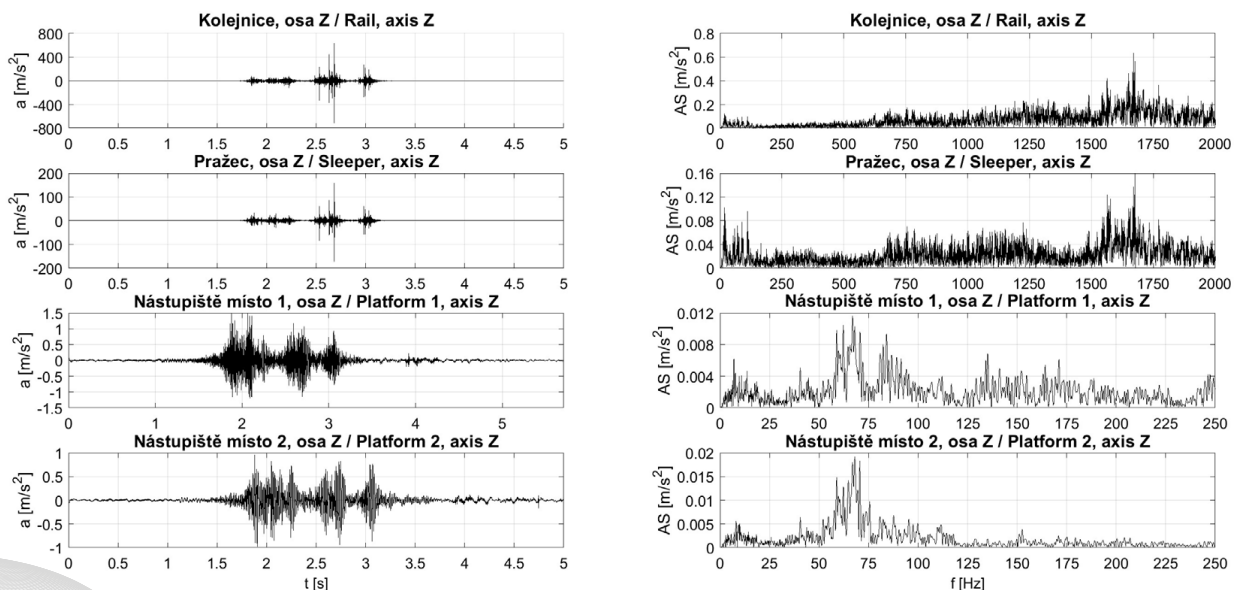 Kolejnice, osa Z / Rail, axis Z
800
400
0
-400
-800
a [m/s²]
0 0.5 1 1.5 2 2.5 3 3.5 4 4.5 5
Pražec, osa Z / Sleeper, axis Z
200
100
0
-100
-200
a [m/s²]
0 0.5 1 1.5 2 2.5 3 3.5 4 4.5 5
Nástupiště místo 1, osa Z / Platform 1, axis Z
1.5
1
0.5
0
-0.5
-1
-1.5
a [m/s²]
0 1 2 3 4 5
Nástupiště místo 2, osa Z / Platform 2, axis Z
1
0.5
0
-0.5
-1
a [m/s²]
0 0.5 1 1.5 2 2.5 3 3.5 4 4.5 5
t [s]
Kolejnice, osa Z / Rail, axis Z
0.8
0.6
0.4
0.2
0
AS [m/s²]
0 250 500 750 1000 1250 1500 1750 2000
Pražec, osa Z / Sleeper, axis Z
0.16
0.12
0.08
0.04
0
AS [m/s²]
0 250 500 750 1000 1250 1500 1750 2000
Nástupiště místo 1, osa Z / Platform 1, axis Z
0.012
0.008
0.004
0
AS [m/s²]
0 25 50 75 100 125 150 175 200 225 250
Nástupiště místo 2, osa Z / Platform 2, axis Z
0.02
0.015
0.01
0.005
0
AS [m/s²]
0 25 50 75 100 125 150 175 200 225 250
f [Hz]